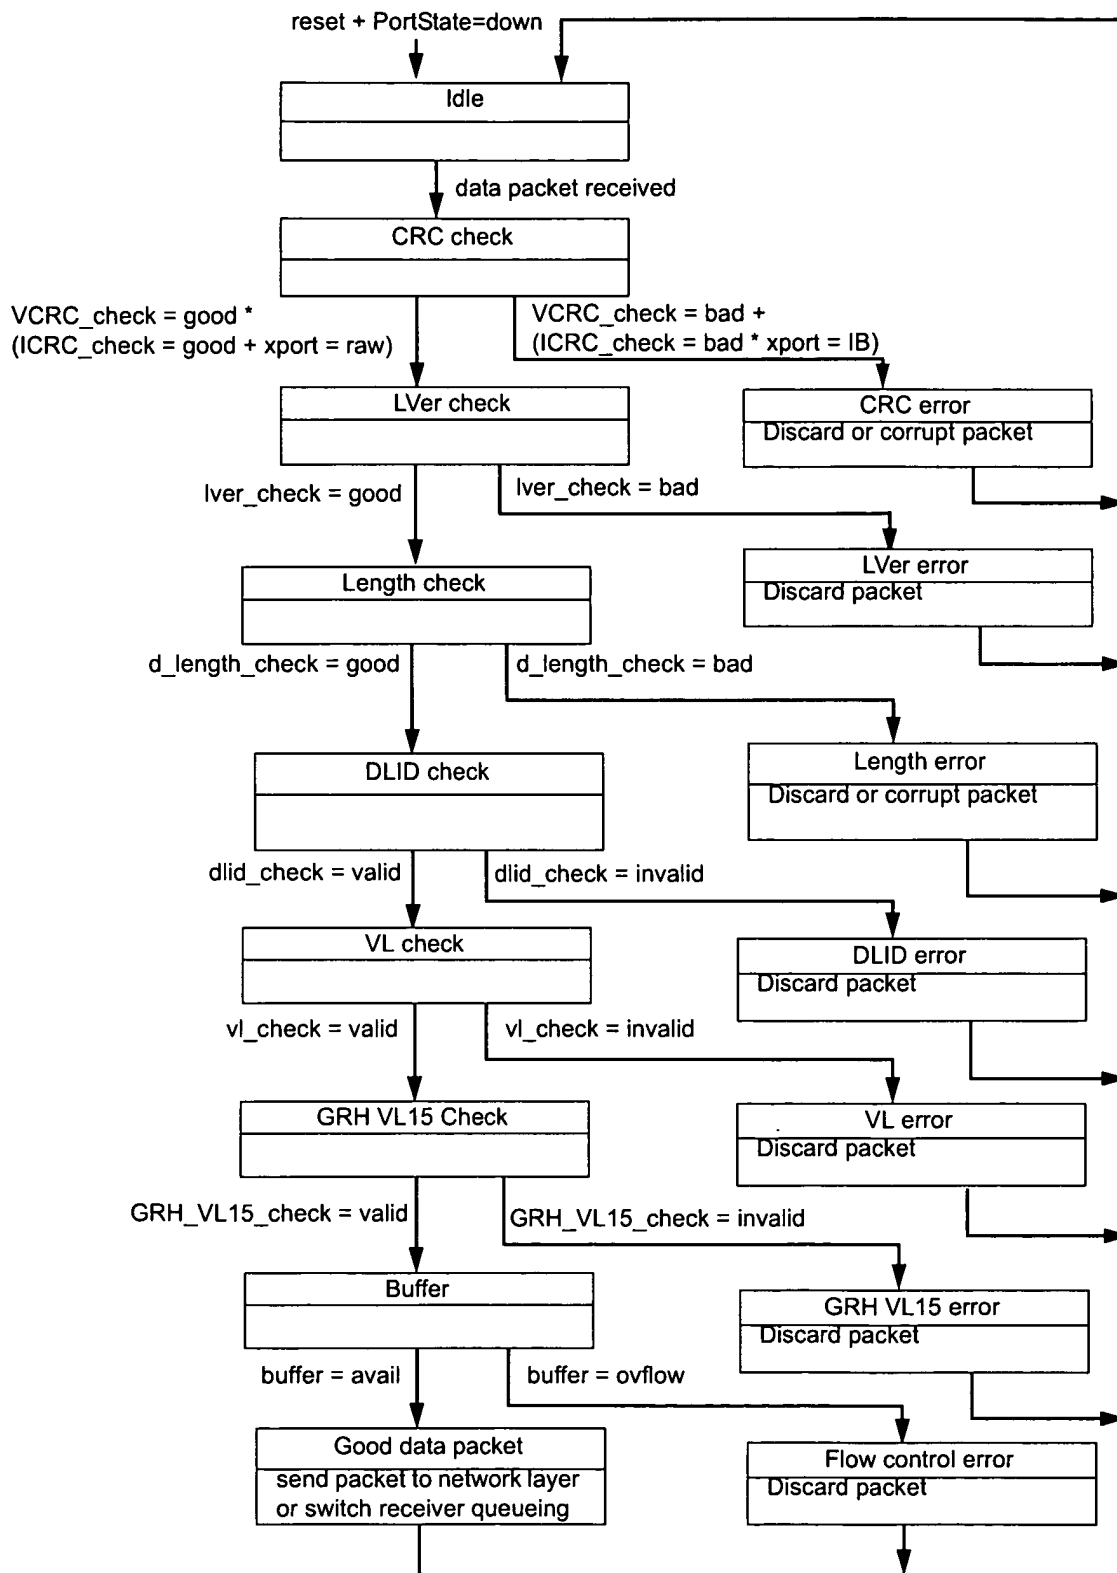 reset + PortState=down
Idle
data packet received
CRC check
VCRC_check = good *
(ICRC_check = good + xport = raw)
VCRC_check = bad +
(ICRC_check = bad * xport = IB)
LVer check
CRC error
Discard or corrupt packet
lver_check = good
lver_check = bad
LVer error
Discard packet
Length check
d_length_check = good
d_length_check = bad
Length error
Discard or corrupt packet
DLID check
dlid_check = valid
dlid_check = invalid
DLID error
Discard packet
VL check
vl_check = valid
vl_check = invalid
VL error
Discard packet
GRH VL15 Check
GRH_VL15_check = valid
GRH_VL15_check = invalid
GRH VL15 error
Discard packet
Buffer
buffer = avail
buffer = ovflow
Good data packet
send packet to network layer
or switch receiver queueing
Flow control error
Discard packet